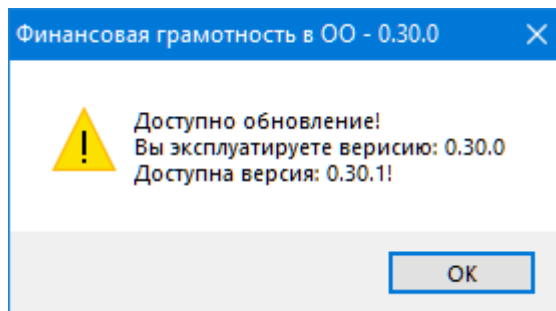 Финансовая грамотность в ОО - 0.30.0
Доступно обновление!
Вы эксплуатируете верисию: 0.30.0
Доступна версия: 0.30.1!
ОК